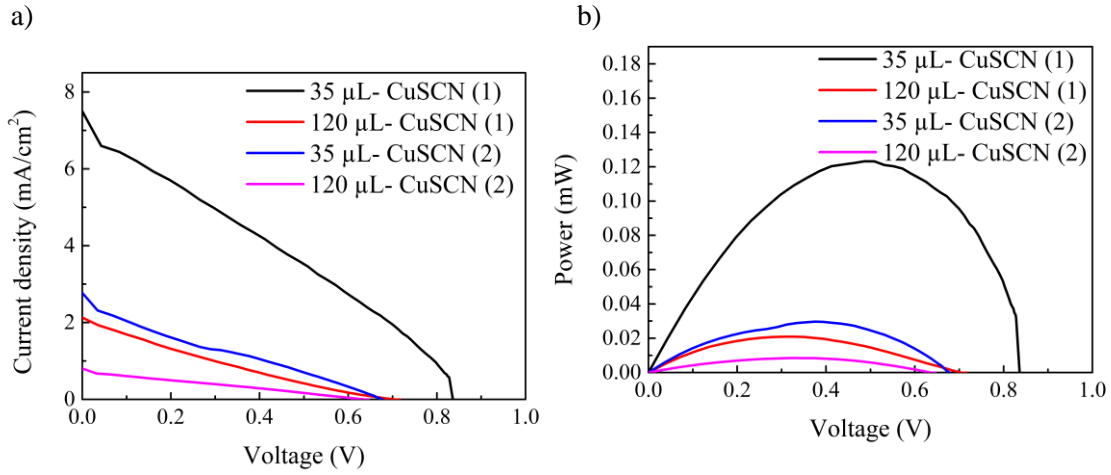 a)
8
6
4
2
0
Current density (mA/cm²)
35 µL- CuSCN (1)
120 µL- CuSCN (1)
35 µL- CuSCN (2)
120 µL- CuSCN (2)
0.0 0.2 0.4 0.6 0.8 1.0
Voltage (V)
b)
0.18
0.16
0.14
0.12
0.10
0.08
0.06
0.04
0.02
0.00
Power (mW)
35 µL- CuSCN (1)
120 µL- CuSCN (1)
35 µL- CuSCN (2)
120 µL- CuSCN (2)
0.0 0.2 0.4 0.6 0.8 1.0
Voltage (V)